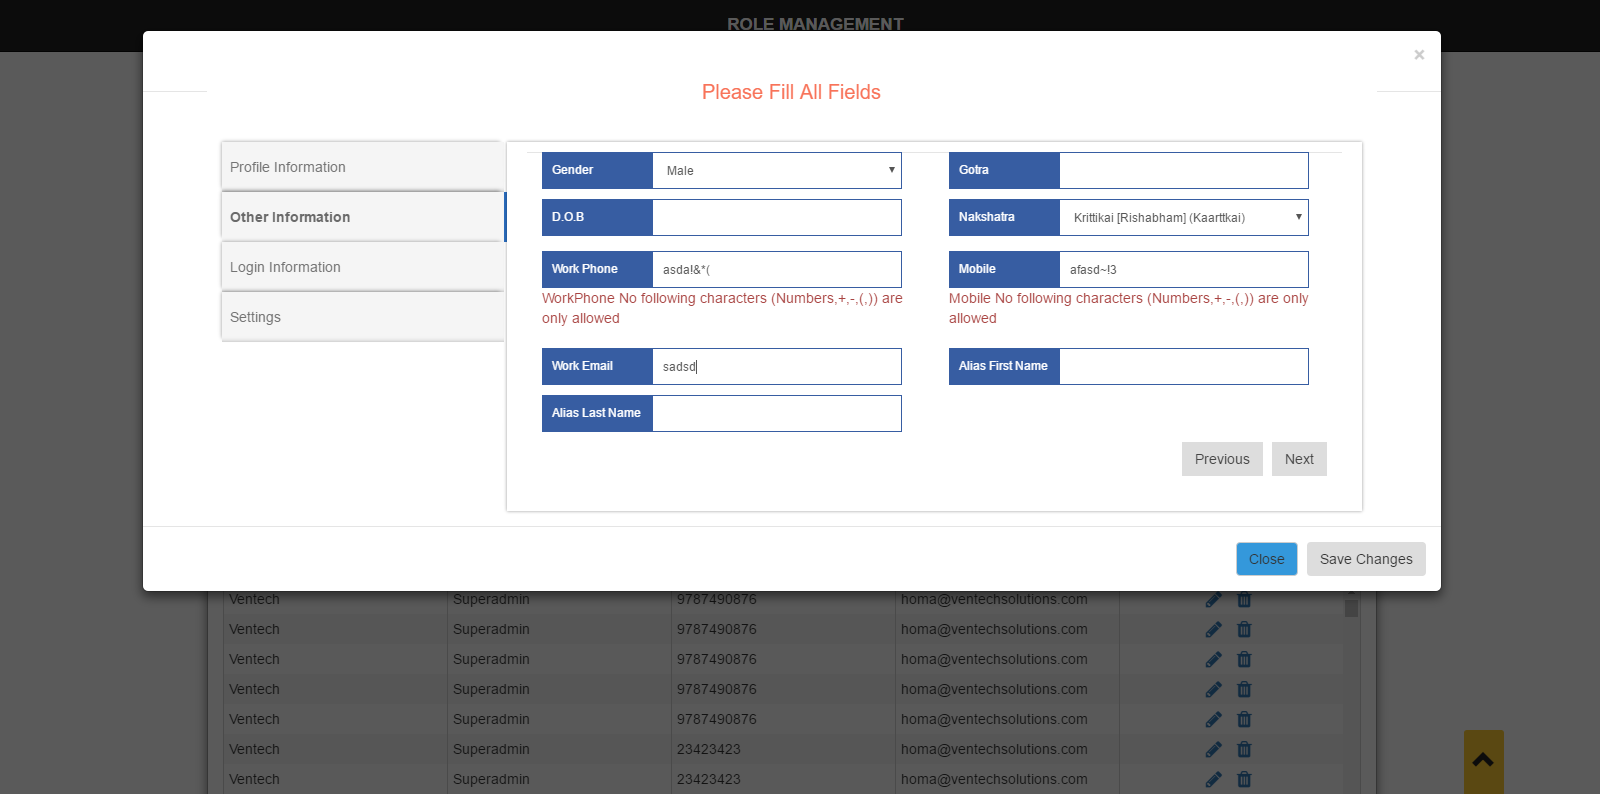 ROLE MANAGEMENT
×
Please Fill All Fields
Profile Information
Other Information
Login Information
Settings
Gender Male
Gotra
D.O.B
Nakshatra Krittikai [Rishabham] (Kaarttkai)
Work Phone asda!&*(
Mobile afasd~!3
WorkPhone No following characters (Numbers,+,-,(,)) are
only allowed
Mobile No following characters (Numbers,+,-,(,)) are only
allowed
Work Email sadsd
Alias First Name
Alias Last Name
Previous Next
Close Save Changes
Ventech Superadmin 9787490876 homa@ventechsolutions.com
Ventech Superadmin 9787490876 homa@ventechsolutions.com
Ventech Superadmin 9787490876 homa@ventechsolutions.com
Ventech Superadmin 9787490876 homa@ventechsolutions.com
Ventech Superadmin 9787490876 homa@ventechsolutions.com
Ventech Superadmin 23423423 homa@ventechsolutions.com
Ventech Superadmin 23423423 homa@ventechsolutions.com